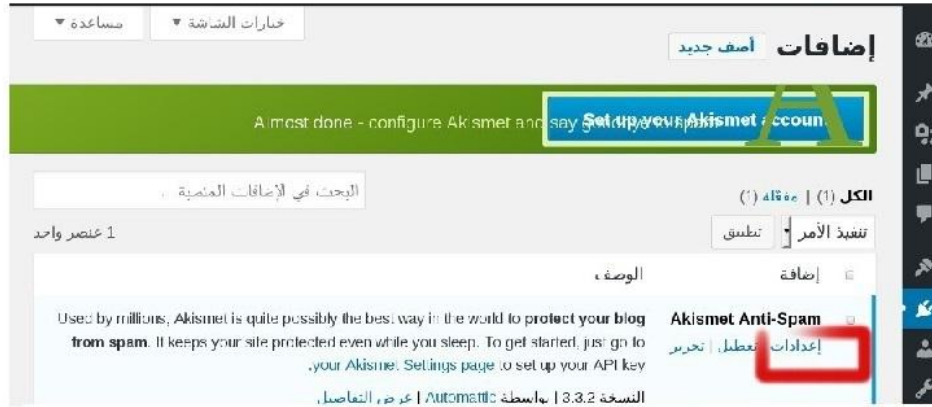 خيارات الشاشة ▼ مساعدة ▼
إضافات أضف جديد
Set up your Akismet account
Almost done - configure Akismet and say goodbye to spam
الكل (1) | مفعّلة (1)
البحث في الإضافات المنصبة ...
تنفيذ الأمر تطبيق
1 عنصر واحد
إضافة الوصف
Akismet Anti-Spam
إعدادات | تعطيل | تحرير
Used by millions, Akismet is quite possibly the best way in the world to protect your blog
from spam. It keeps your site protected even while you sleep. To get started, just go to
your Akismet Settings page to set up your API key.
النسخة 3.3.2 | بواسطة Automattic | عرض التفاصيل